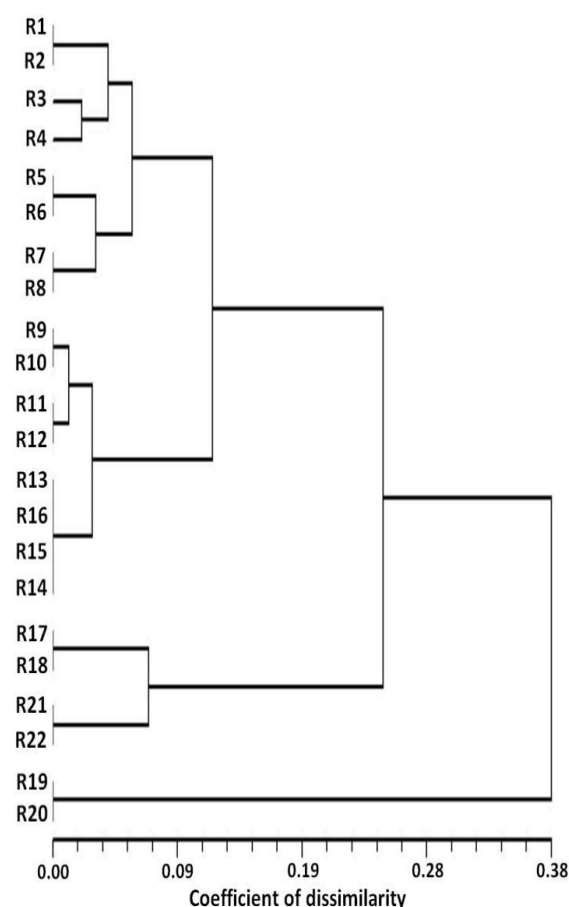 R1
R2
R3
R4
R5
R6
R7
R8
R9
R10
R11
R12
R13
R16
R15
R14
R17
R18
R21
R22
R19
R20
0.00 0.09 0.19 0.28 0.38
Coefficient of dissimilarity